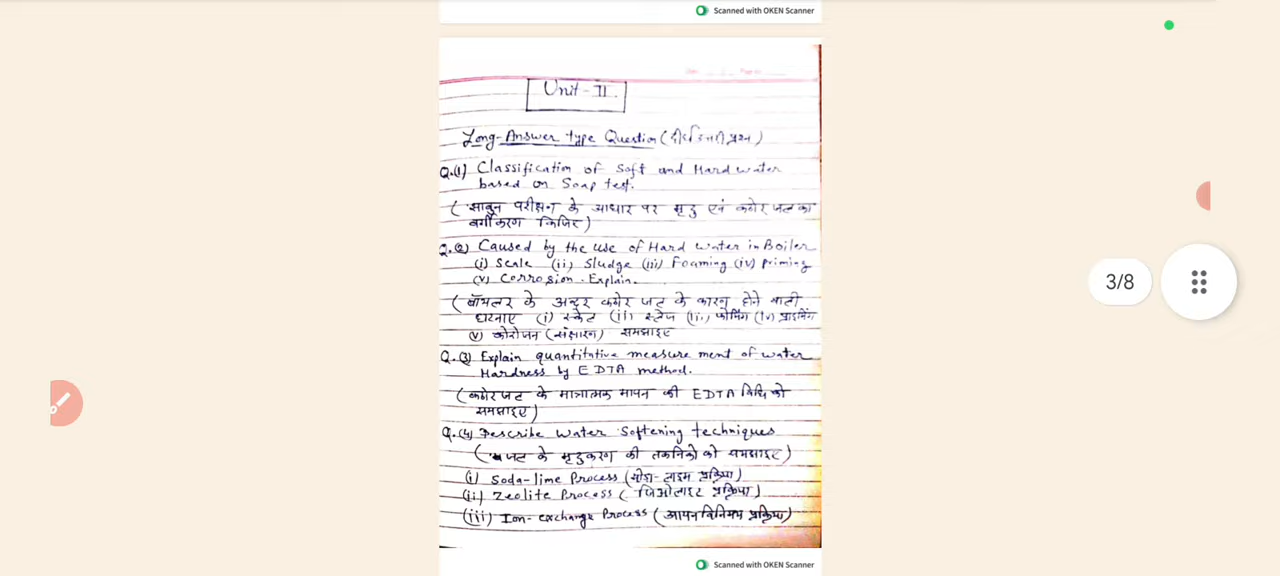 Scanned with OKEN Scanner
Unit - II.
Long-Answer type Question (दीर्घ उत्तरी प्रश्न)
Q.(1) Classification of Soft and Hard water
based on Soap test.
( साबुन परीक्षण के आधार पर मृदु एवं कठोर जल का
वर्गीकरण किजिए)
Q.(2) Caused by the use of Hard water in Boiler
(i) Scale (ii) Sludge (iii) Foaming (iv) Priming
(v) Corrosion. Explain.
( बॉयलर के अन्दर कठोर जल के कारण होने वाली
घटनाए (i) स्केल (ii) स्लज (iii) फोमिंग (iv) प्राइमिंग
(v) कोरोजन (संक्षारण) समझाइए
Q.(3) Explain quantitative measure ment of water
Hardness by EDTA method.
(कठोर जल के मात्रात्मक मापन की EDTA विधि को
समझाइए)
Q.(4) Describe Water Softening techniques
( जल के मृदुकरण की तकनिको को समझाइए)
(i) Soda-lime Process (सोडा-लाइम प्रक्रिया)
(ii) Zeolite Process ( जिओलाइट प्रक्रिया)
(iii) Ion-exchange Process (आयन विनिमय प्रक्रिया)
3/8
Scanned with OKEN Scanner